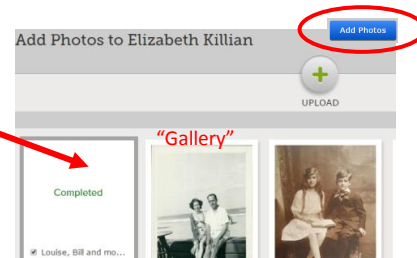 Add Photos
Add Photos to Elizabeth Killian
UPLOAD
“Gallery”
Completed
Louise, Bill and mo...